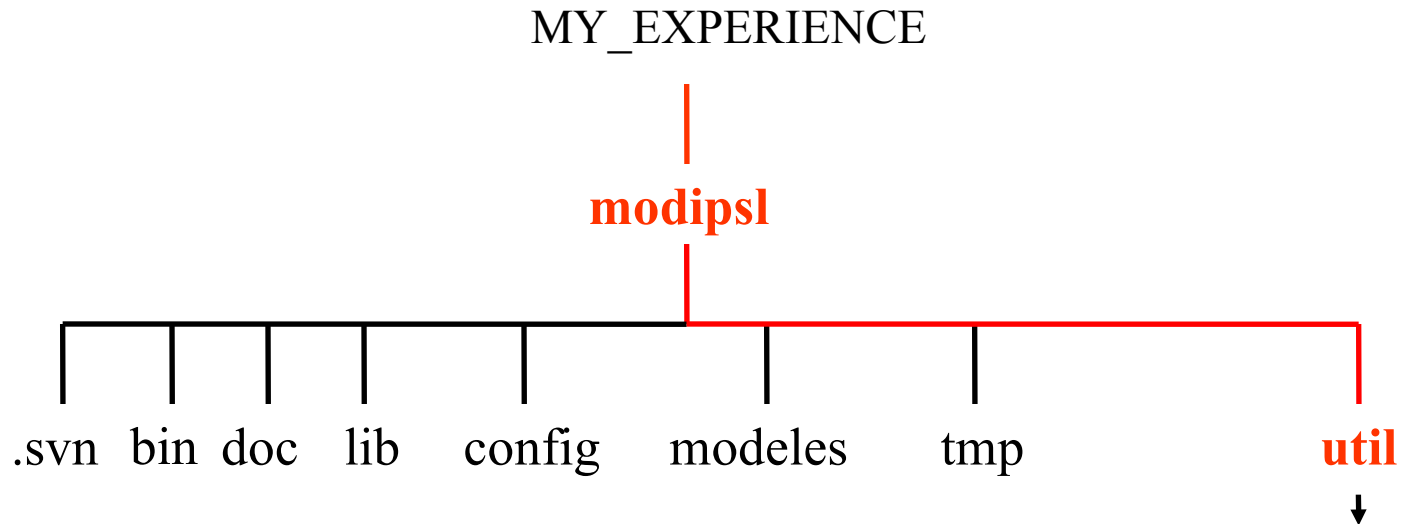 MY_EXPERIENCE
modipsl
.svn bin doc lib config modeles tmp util